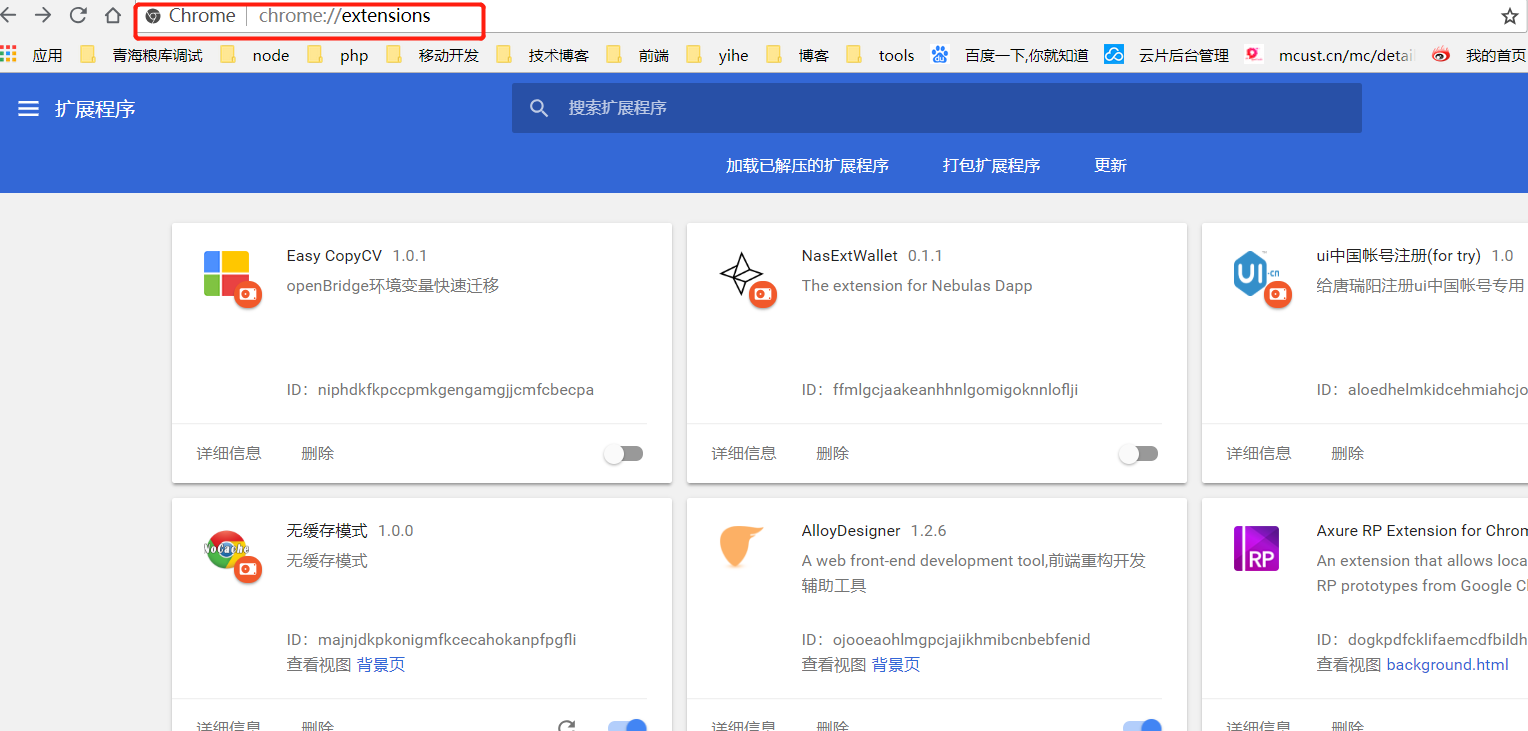 Chrome chrome://extensions
应用 青海粮库调试 node php 移动开发 技术博客 前端 yihe 博客 tools 百度一下,你就知道 云片后台管理 mcust.cn/mc/detail 我的首页
扩展程序 搜索扩展程序
加载已解压的扩展程序 打包扩展程序 更新
Easy CopyCV 1.0.1
openBridge环境变量快速迁移
ID：niphdkfkpccpmkgengamgjjcmfcbecpa
详细信息 删除
NasExtWallet 0.1.1
The extension for Nebulas Dapp
ID：ffmlgcjaakeanhhnlgomigoknnloflji
详细信息 删除
UI cn
ui中国帐号注册(for try) 1.0
给唐瑞阳注册ui中国帐号专用
ID：aloedhelmkidcehmiahcjo
详细信息 删除
NoCache
无缓存模式 1.0.0
无缓存模式
ID：majnjdkpkonigmfkcecahokanpfpgfli
查看视图 背景页
详细信息 删除
AlloyDesigner 1.2.6
A web front-end development tool,前端重构开发
辅助工具
ID：ojooeaohlmgpcjajikhmibcnbebfenid
查看视图 背景页
详细信息 删除
RP
Axure RP Extension for Chrom
An extension that allows loca
RP prototypes from Google C
ID：dogkpdfcklifaemcdfbildh
查看视图 background.html
详细信息 删除